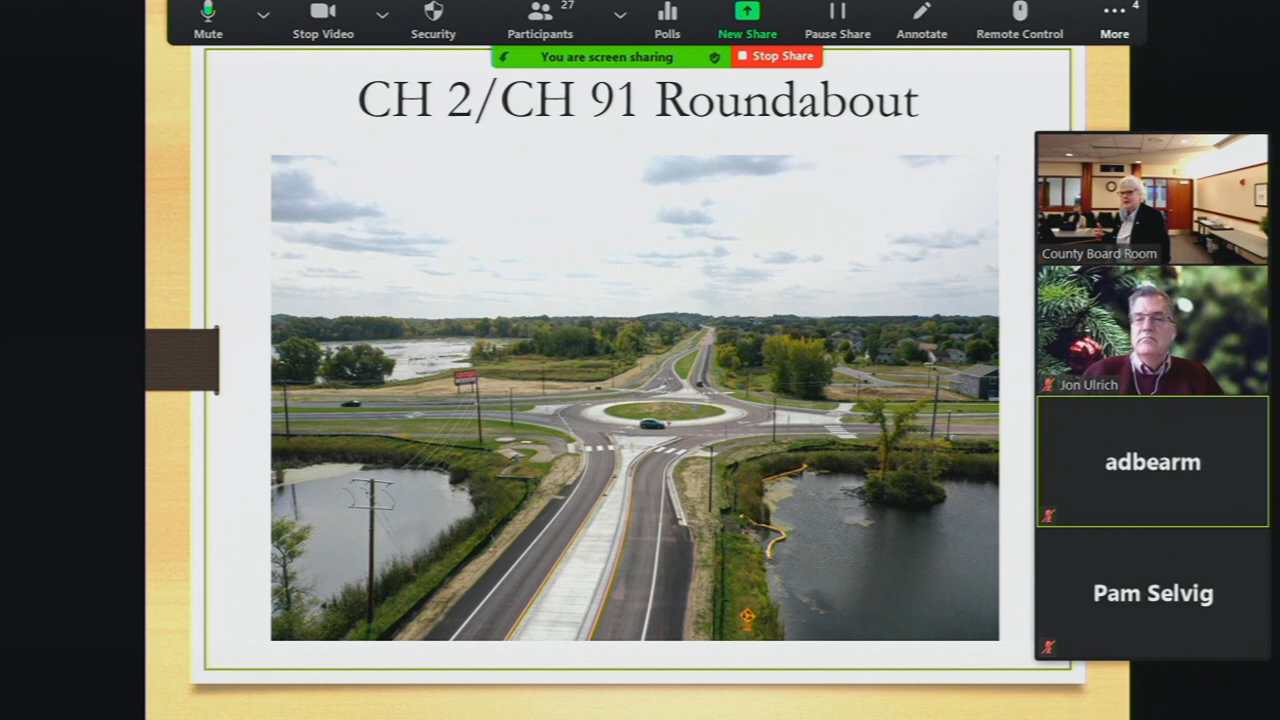 27
4
Mute
Stop Video
Security
Participants
Polls
New Share
Pause Share
Annotate
Remote Control
More
You are screen sharing
Stop Share
CH 2/CH 91 Roundabout
County Board Room
Jon Ulrich
adbearm
Pam Selvig